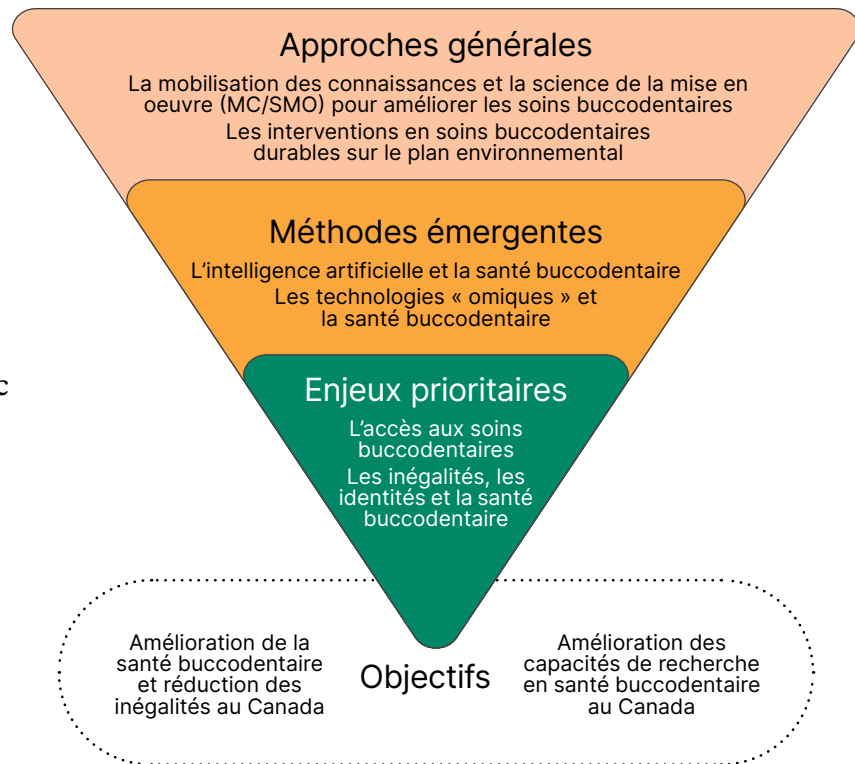 Approches générales
La mobilisation des connaissances et la science de la mise en
oeuvre (MC/SMO) pour améliorer les soins buccodentaires
Les interventions en soins buccodentaires
durables sur le plan environnemental
Méthodes émergentes
L’intelligence artificielle et la santé buccodentaire
Les technologies « omiques » et
la santé buccodentaire
c
Enjeux prioritaires
L’accès aux soins
buccodentaires
Les inégalités, les
identités et la santé
buccodentaire
Amélioration de la
santé buccodentaire
et réduction des
inégalités au Canada
Objectifs
Amélioration des
capacités de recherche
en santé buccodentaire
au Canada